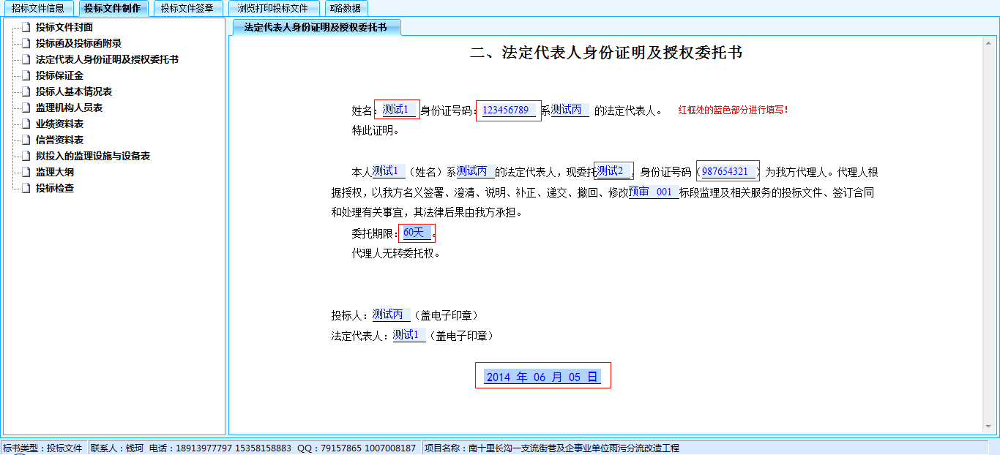 招标文件信息 投标文件制作 投标文件签章 浏览打印投标文件 E路数据
投标文件封面
投标函及投标函附录
法定代表人身份证明及授权委托书
投标保证金
投标人基本情况表
监理机构人员表
业绩资料表
信誉资料表
拟投入的监理设施与设备表
监理大纲
投标检查
法定代表人身份证明及授权委托书
二、法定代表人身份证明及授权委托书
姓名：测试1 身份证号码：123456789 系测试丙 的法定代表人。 红框处的蓝色部分进行填写！
特此证明。
本人测试1（姓名）系测试丙 的法定代表人，现委托测试2，身份证号码（987654321）为我方代理人。代理人根
据授权，以我方名义签署、澄清、说明、补正、递交、撤回、修改预审 001 标段监理及相关服务的投标文件、签订合同
和处理有关事宜，其法律后果由我方承担。
委托期限：60天。
代理人无转委托权。
投标人：测试丙（盖电子印章）
法定代表人：测试1（盖电子印章）
2014 年 06 月 05 日
标书类型：投标文件 联系人：钱珂 电话：18913977797 15358158883 QQ：79157865 1007008187 项目名称：南十里长沟一支流街巷及企事业单位雨污分流改造工程